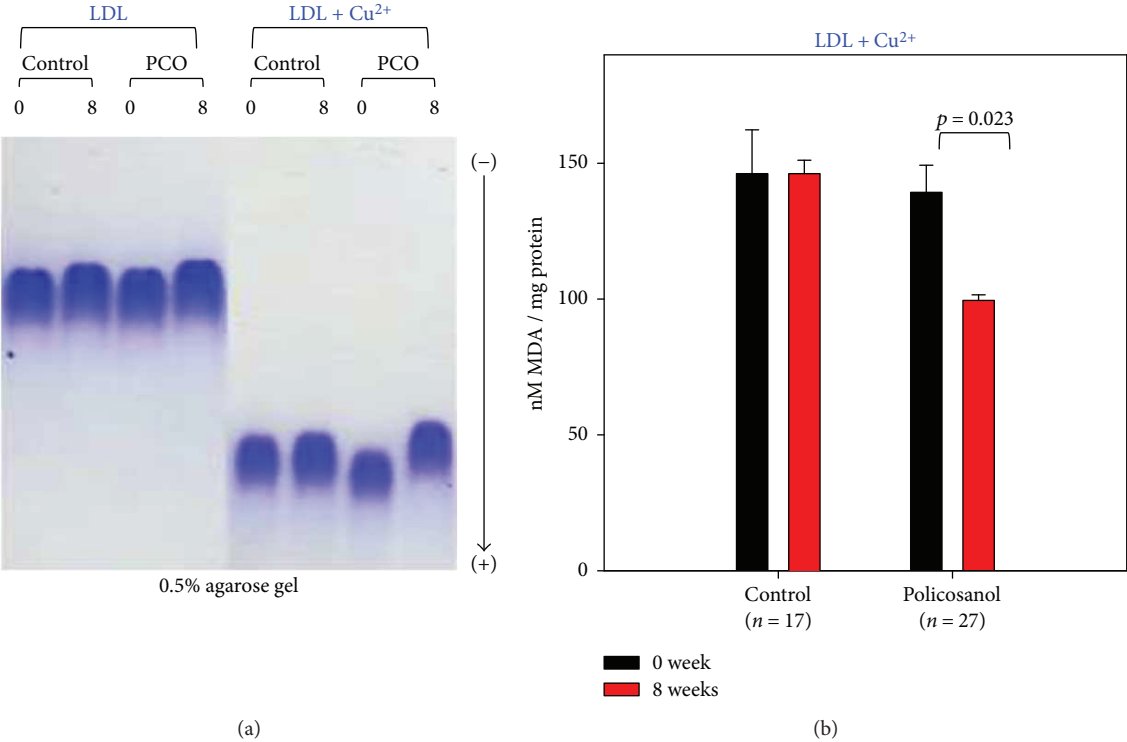 LDL
LDL + Cu²⁺
Control
PCO
Control
PCO
0
8
0
8
0
8
0
8
(−)
(+)
0.5% agarose gel
(a)
LDL + Cu²⁺
nM MDA / mg protein
150
100
50
0
p = 0.023
Control
(n = 17)
Policosanol
(n = 27)
0 week
8 weeks
(b)